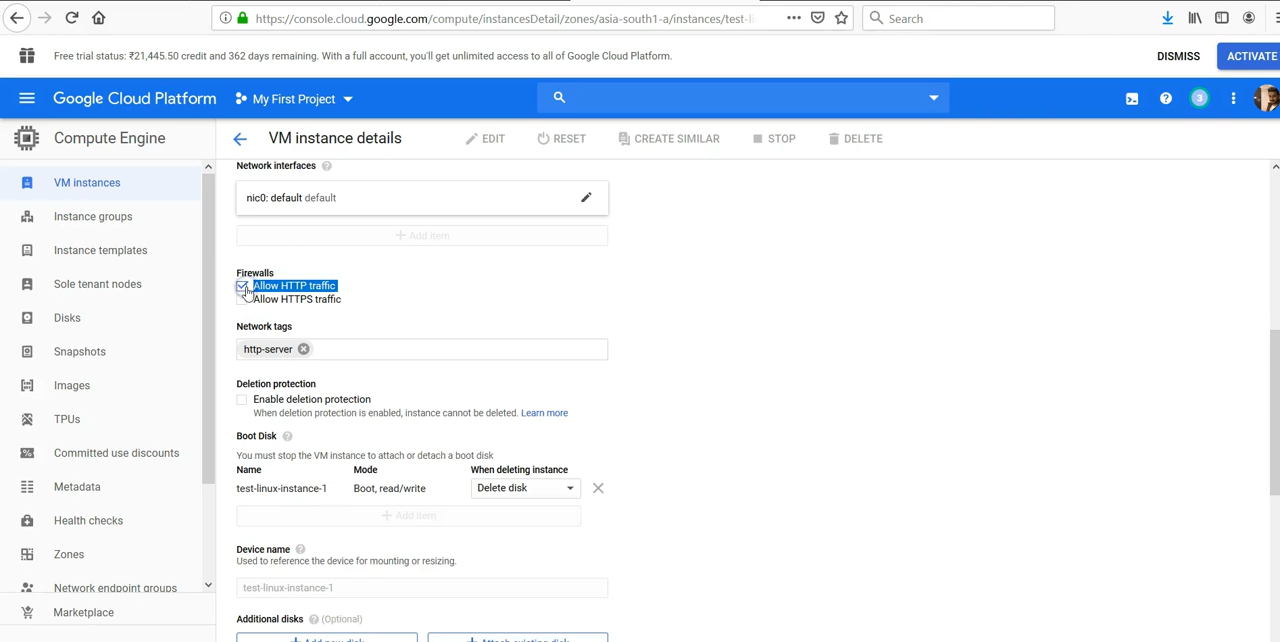 https://console.cloud.google.com/compute/instancesDetail/zones/asia-south1-a/instances/test-li
Search
Free trial status: ₹21,445.50 credit and 362 days remaining. With a full account, you'll get unlimited access to all of Google Cloud Platform.
DISMISS
ACTIVATE
Google Cloud Platform
My First Project
3
Compute Engine
VM instance details
EDIT
RESET
CREATE SIMILAR
STOP
DELETE
VM instances
Instance groups
Instance templates
Sole tenant nodes
Disks
Snapshots
Images
TPUs
Committed use discounts
Metadata
Health checks
Zones
Network endpoint groups
Marketplace
Network interfaces
nic0: default default
Add item
Firewalls
Allow HTTP traffic
Allow HTTPS traffic
Network tags
http-server
Deletion protection
Enable deletion protection
When deletion protection is enabled, instance cannot be deleted. Learn more
Boot Disk
You must stop the VM instance to attach or detach a boot disk
Name Mode When deleting instance
test-linux-instance-1 Boot, read/write Delete disk
Add item
Device name
Used to reference the device for mounting or resizing.
test-linux-instance-1
Additional disks (Optional)
Add new disk
Attach existing disk